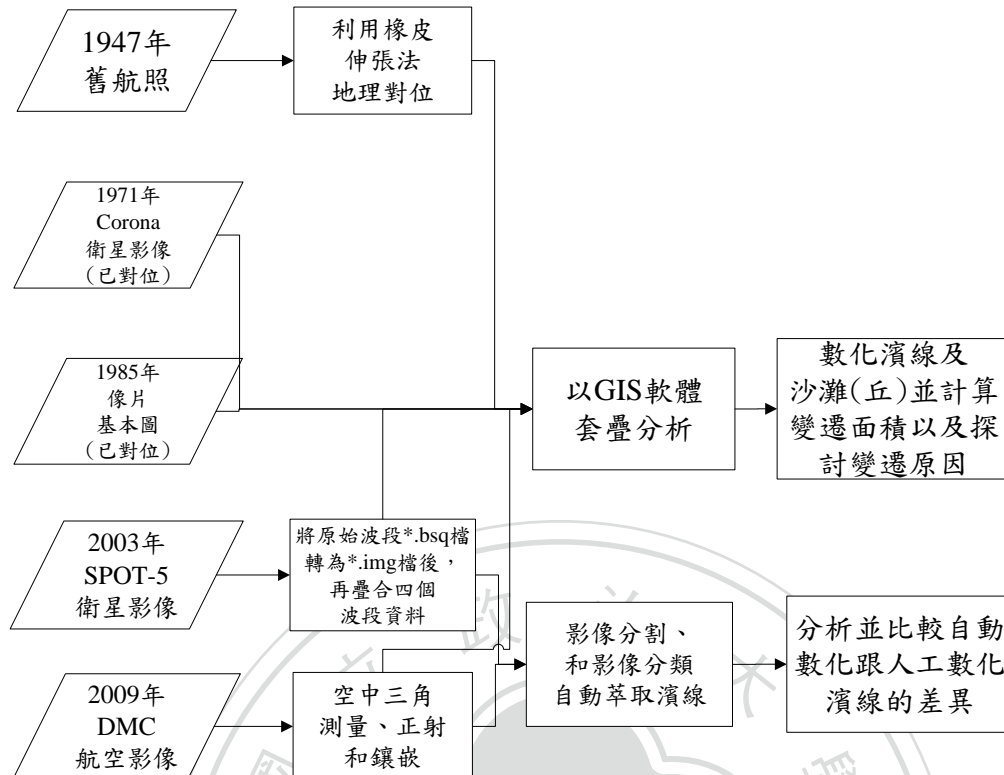 1947年
舊航照
利用橡皮
伸張法
地理對位
1971年
Corona
衛星影像
(已對位)
1985年
像片
基本圖
(已對位)
以GIS軟體
套疊分析
數化濱線及
沙灘(丘)並計算
變遷面積以及探
討變遷原因
2003年
SPOT-5
衛星影像
將原始波段*.bsq檔
轉為*.img檔後，
再疊合四個
波段資料
2009年
DMC
航空影像
空中三角
測量、正射
和鑲嵌
影像分割、
和影像分類
自動萃取濱線
分析並比較自動
數化跟人工數化
濱線的差異
立政大